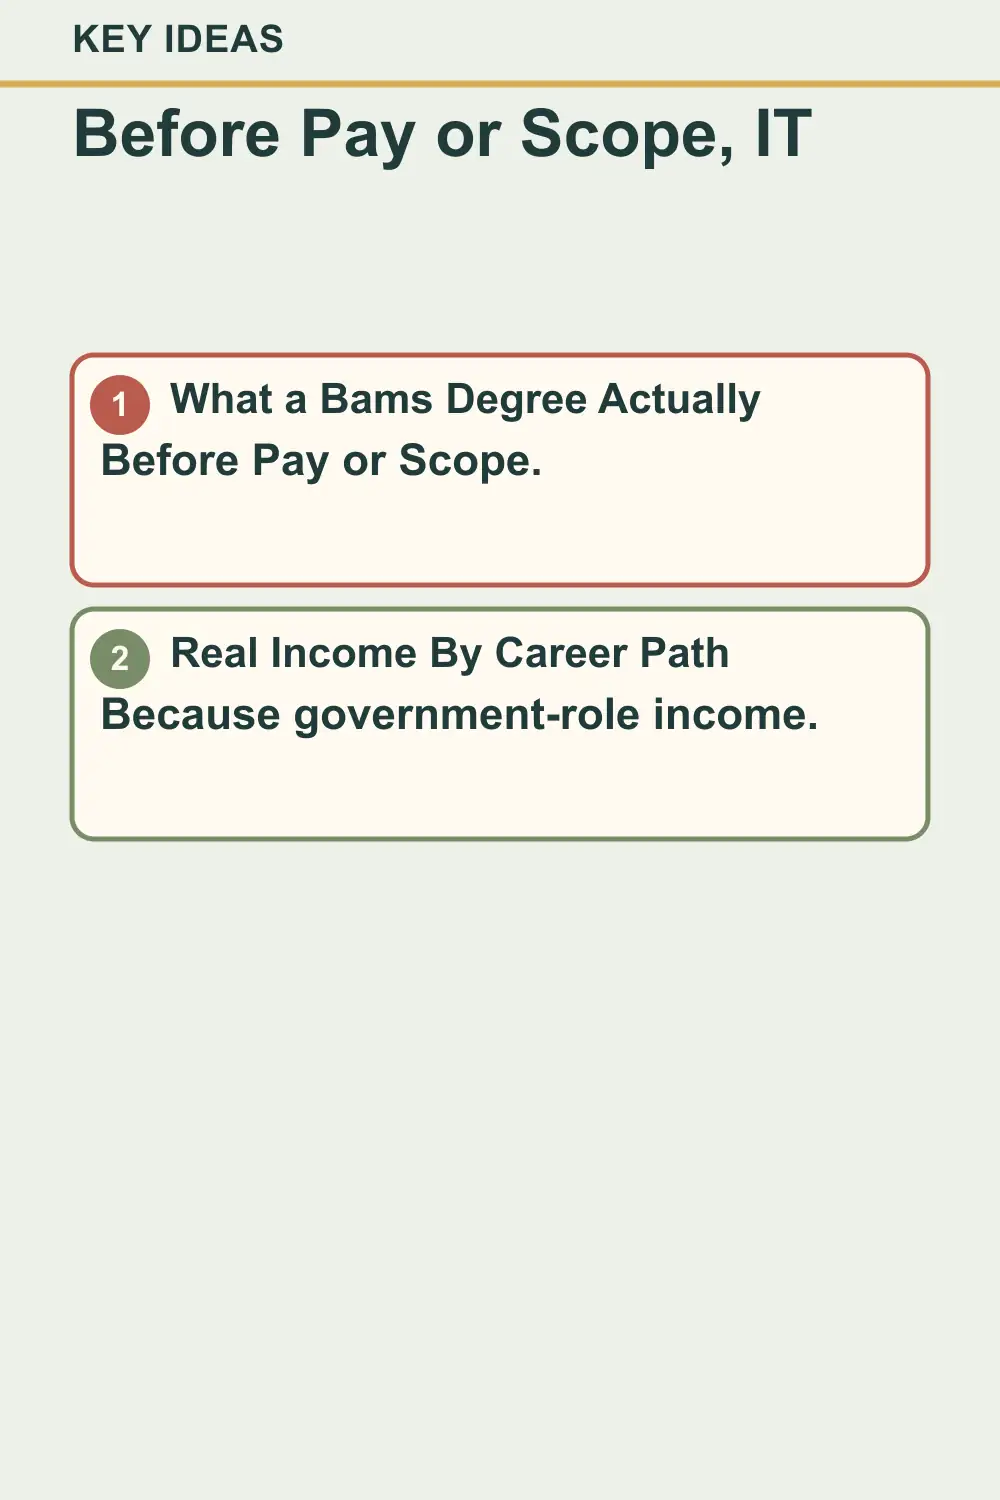 KEY IDEAS
Before Pay or Scope, IT
1 What a Bams Degree Actually
Before Pay or Scope.
2 Real Income By Career Path
Because government-role income.